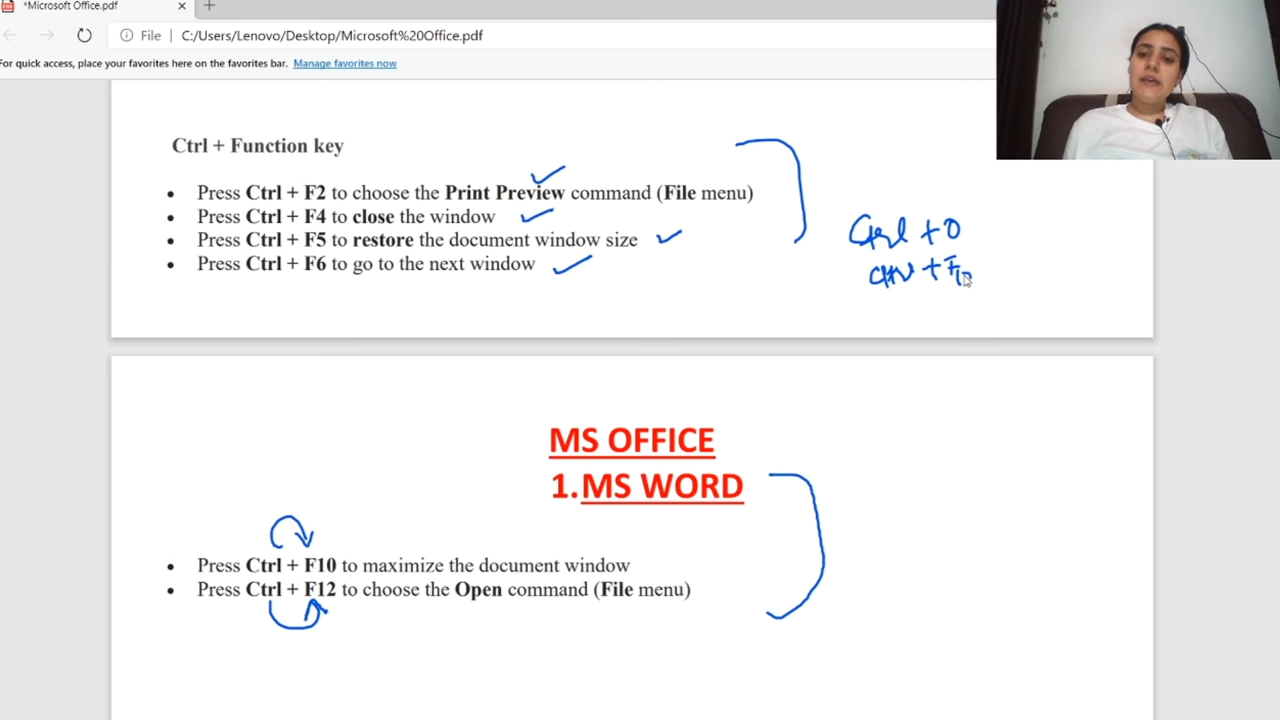 *Microsoft Office.pdf
File | C:/Users/Lenovo/Desktop/Microsoft%20Office.pdf
For quick access, place your favorites here on the favorites bar. Manage favorites now
Ctrl + Function key
• Press Ctrl + F2 to choose the Print Preview command (File menu)
• Press Ctrl + F4 to close the window
• Press Ctrl + F5 to restore the document window size
• Press Ctrl + F6 to go to the next window
Ctrl + O
MS OFFICE
1.MS WORD
• Press Ctrl + F10 to maximize the document window
• Press Ctrl + F12 to choose the Open command (File menu)